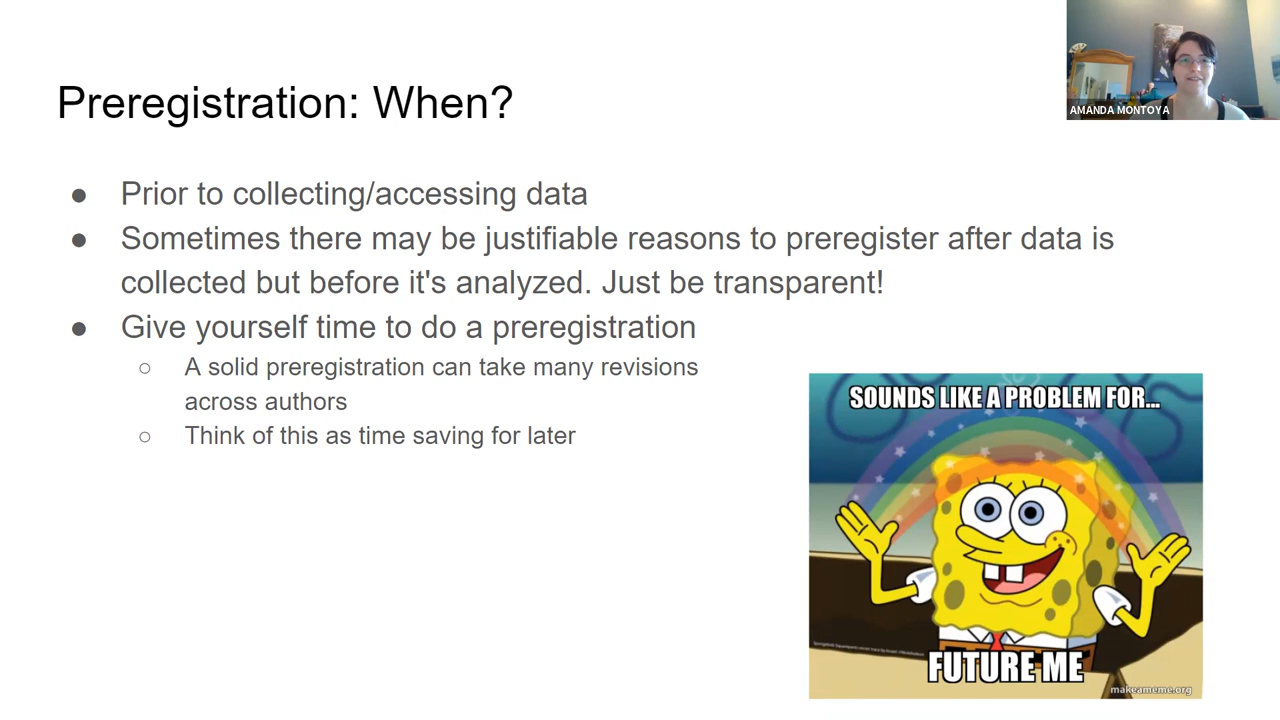 Preregistration: When?
AMANDA MONTOYA
● Prior to collecting/accessing data
● Sometimes there may be justifiable reasons to preregister after data is
collected but before it's analyzed. Just be transparent!
● Give yourself time to do a preregistration
○ A solid preregistration can take many revisions
across authors
○ Think of this as time saving for later
SOUNDS LIKE A PROBLEM FOR...
FUTURE ME
makeameme.org